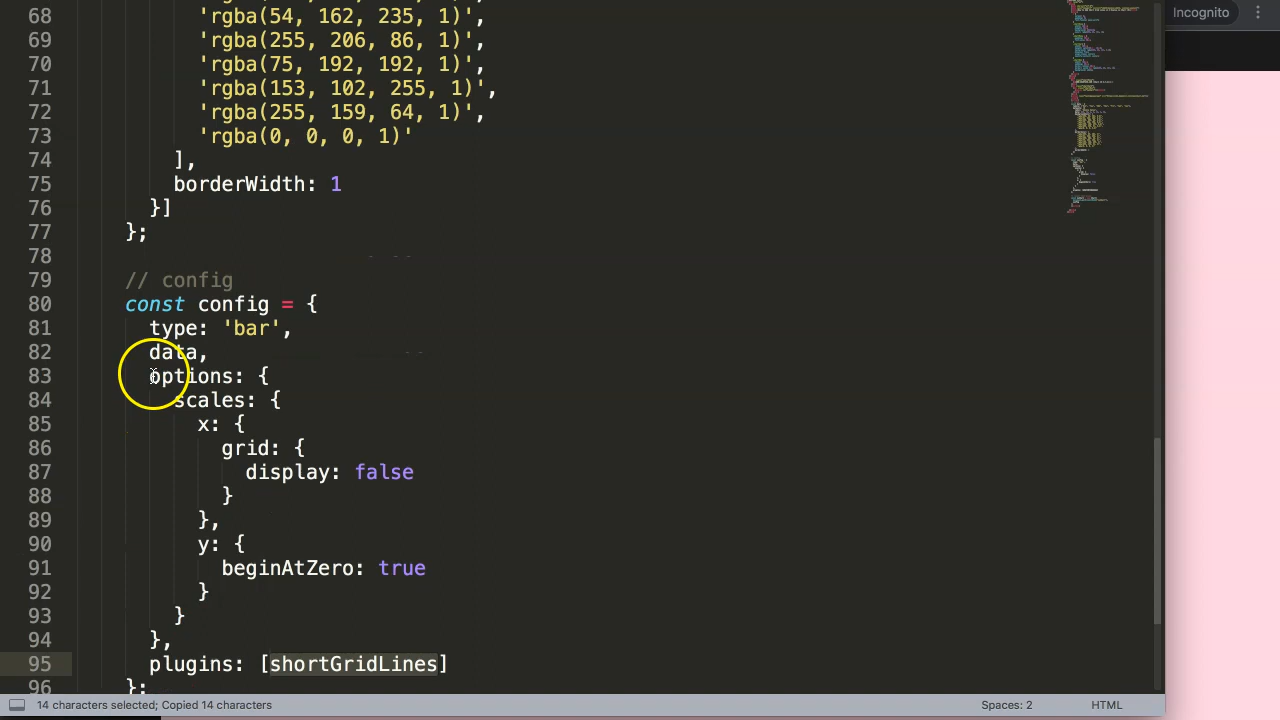 Incognito
68 'rgba(54, 162, 235, 1)',
69 'rgba(255, 206, 86, 1)',
70 'rgba(75, 192, 192, 1)',
71 'rgba(153, 102, 255, 1)',
72 'rgba(255, 159, 64, 1)',
73 'rgba(0, 0, 0, 1)'
74 ],
75 borderWidth: 1
76 }]
77 };
78
79 // config
80 const config = {
81 type: 'bar',
82 data,
83 options: {
84 scales: {
85 x: {
86 grid: {
87 display: false
88 }
89 },
90 y: {
91 beginAtZero: true
92 }
93 }
94 },
95 plugins: [shortGridLines]
96 };
14 characters selected; Copied 14 characters
Spaces: 2
HTML